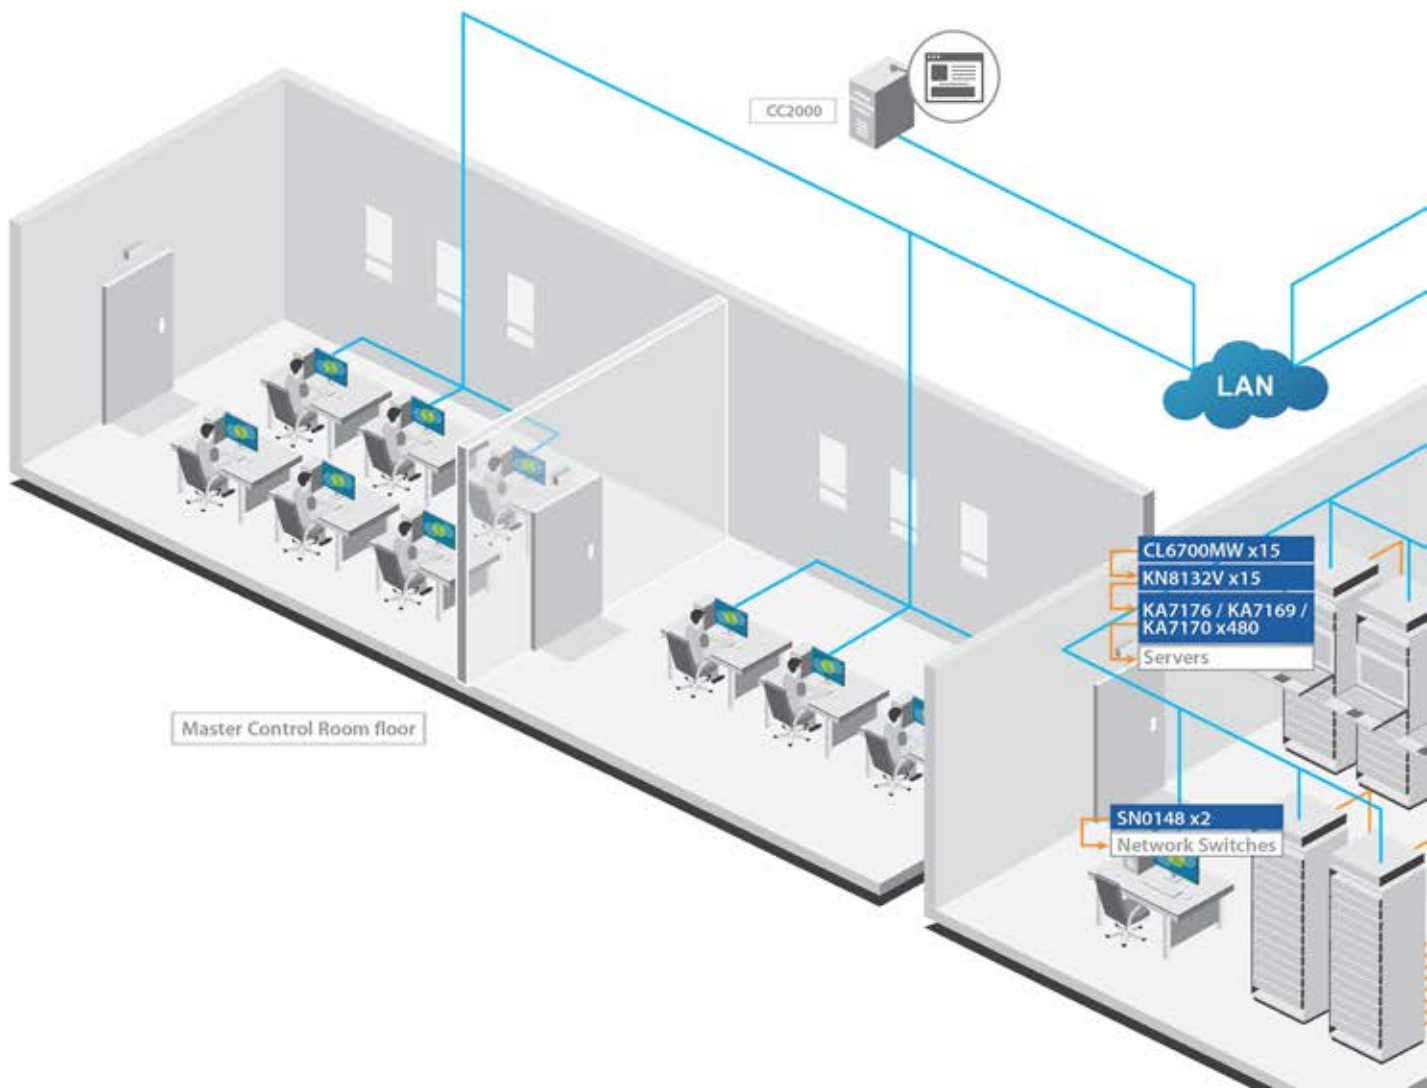 CC2000
LAN
CL6700MW x15
KN8132V x15
KA7176 / KA7169 /
KA7170 x480
Servers
Master Control Room floor
SN0148 x2
Network Switches